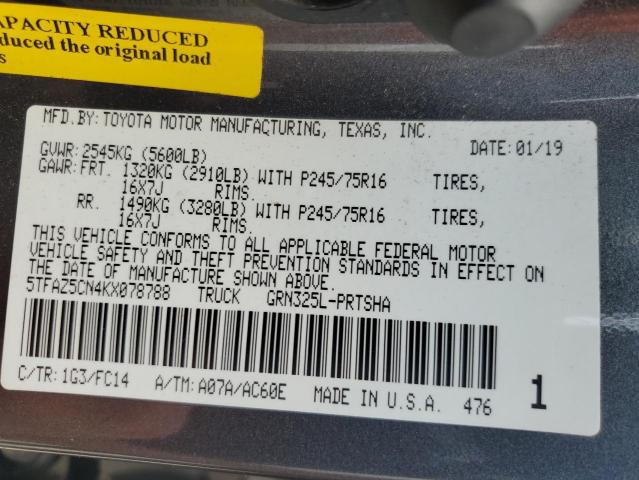 APACITY REDUCED
duced the original load
s
MFD.BY:TOYOTA MOTOR MANUFACTURING, TEXAS, INC.
DATE:01/19
GVWR:2545KG (5600LB)
GAWR:FRT. 1320KG (2910LB) WITH P245/75R16 TIRES,
16X7J RIMS.
RR. 1490KG (3280LB) WITH P245/75R16 TIRES,
16X7J RIMS.
THIS VEHICLE CONFORMS TO ALL APPLICABLE FEDERAL MOTOR
VEHICLE SAFETY AND THEFT PREVENTION STANDARDS IN EFFECT ON
THE DATE OF MANUFACTURE SHOWN ABOVE.
5TFAZ5CN4KX078788 TRUCK GRN325L-PRTSHA
C/TR:1G3/FC14 A/TM:A07A/AC60E MADE IN U.S.A. 476 1